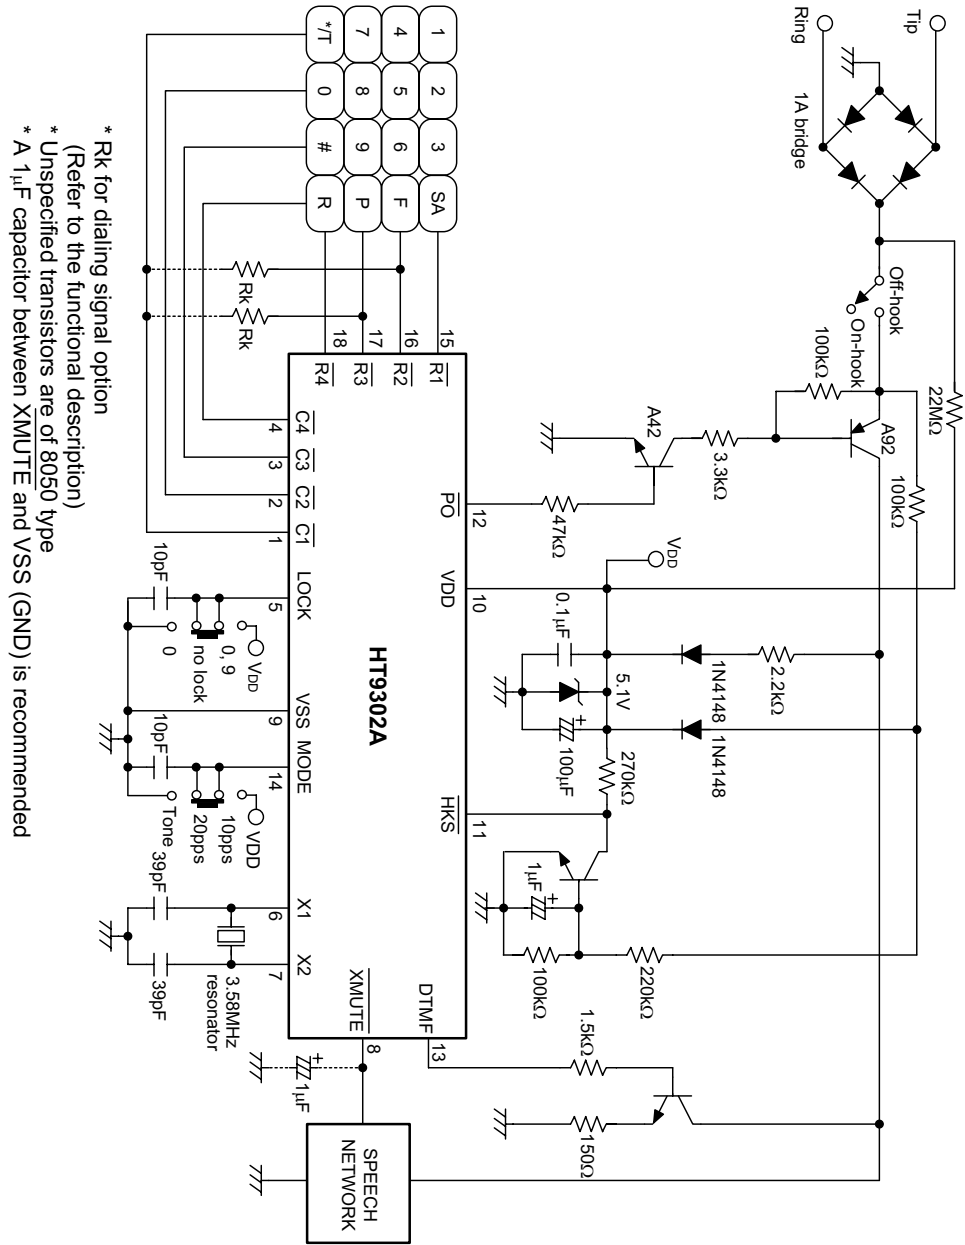 Tip
Ring
1A bridge
Off-hook
On-hook
22MΩ
100kΩ
A92
100kΩ
3.3kΩ
A42
47kΩ
VDD
0.1μF
5.1V
100μF
2.2kΩ
1N4148
1N4148
270kΩ
1μF
100kΩ
220kΩ
1.5kΩ
150Ω
1 2 3 SA
4 5 6 F
7 8 9 P
*/T 0 # R
Rk
Rk
15
16
17
18
R1
R2
R3
R4
12
PO
10
VDD
11
HKS
HT9302A
C4
C3
C2
C1
4
3
2
1
LOCK
5
VSS
9
MODE
14
X1
6
X2
7
XMUTE
8
DTMF
13
VDD
0, 9
no lock
0
10pF
VDD
10pps
20pps
Tone
10pF
3.58MHz
resonator
39pF
39pF
1μF
SPEECH
NETWORK
* Rk for dialing signal option
(Refer to the functional description)
* Unspecified transistors are of 8050 type
* A 1μF capacitor between XMUTE and VSS (GND) is recommended